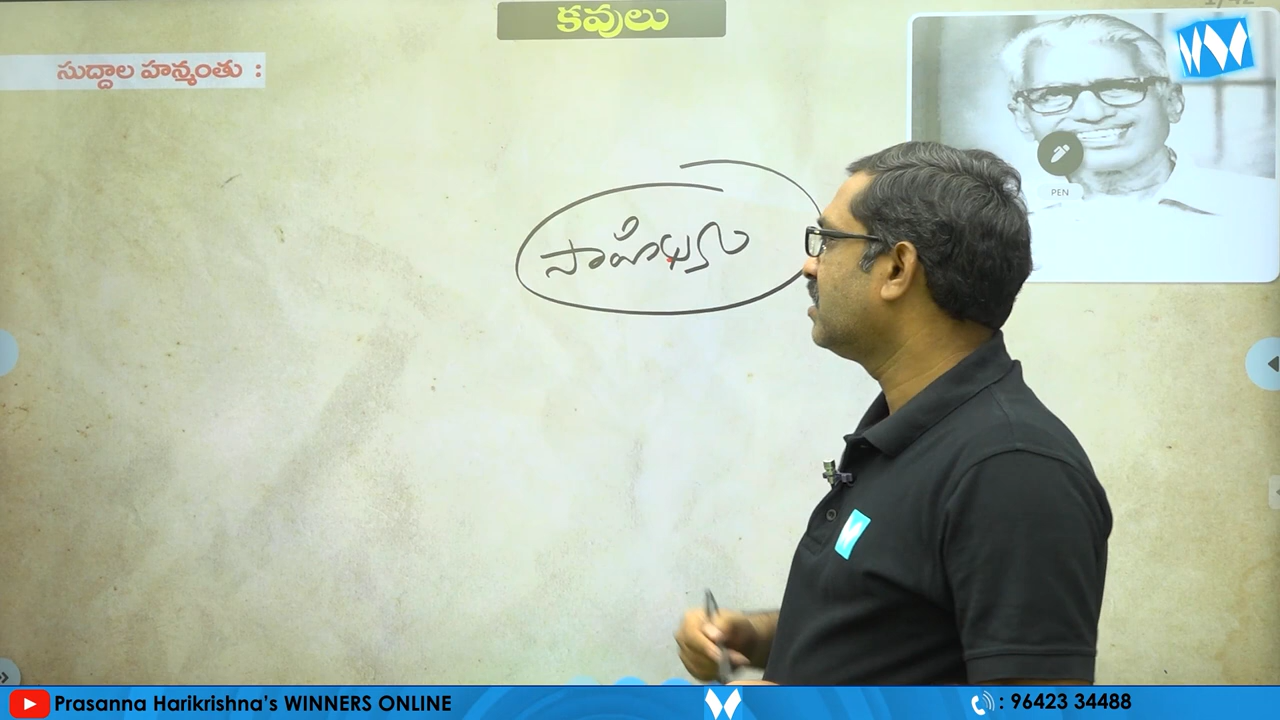 కవులు
సుద్దాల హన్మంతు :
సాహిత్యం
PEN
Prasanna Harikrishna's WINNERS ONLINE
: 96423 34488